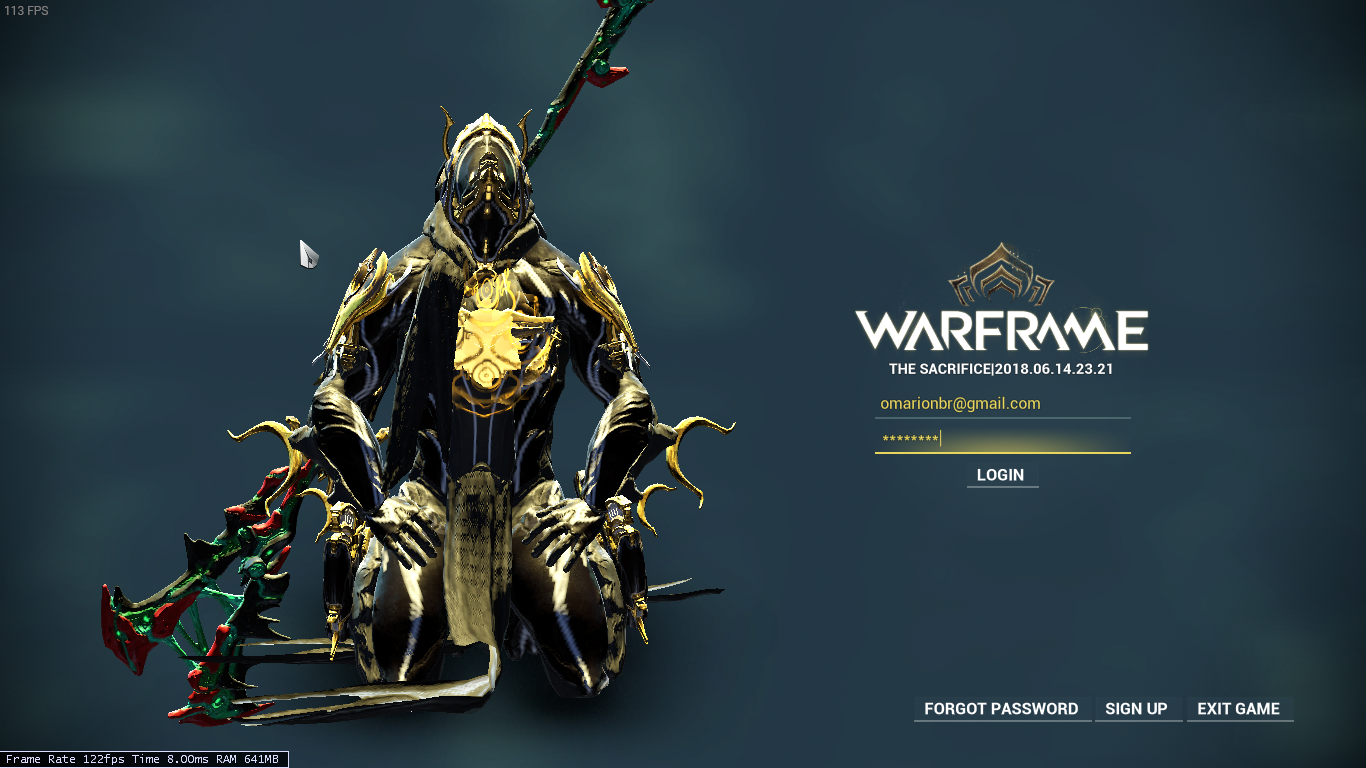 113 FPS
WARFRAME
THE SACRIFICE|2018.06.14.23.21
omarionbr@gmail.com
********
LOGIN
FORGOT PASSWORD SIGN UP EXIT GAME
Frame Rate 122fps Time 8.00ms RAM 641MB